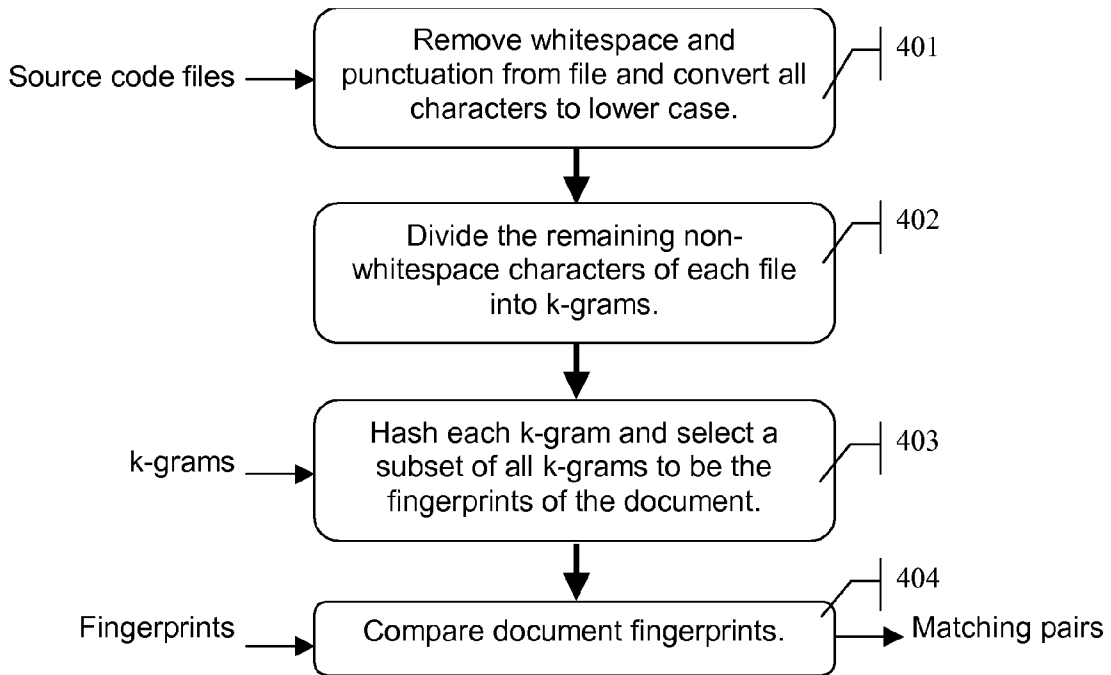 Remove whitespace and
punctuation from file and convert all
characters to lower case.
401
Source code files
Divide the remaining non-
whitespace characters of each file
into k-grams.
402
Hash each k-gram and select a
subset of all k-grams to be the
fingerprints of the document.
403
k-grams
404
Fingerprints
Compare document fingerprints.
Matching pairs